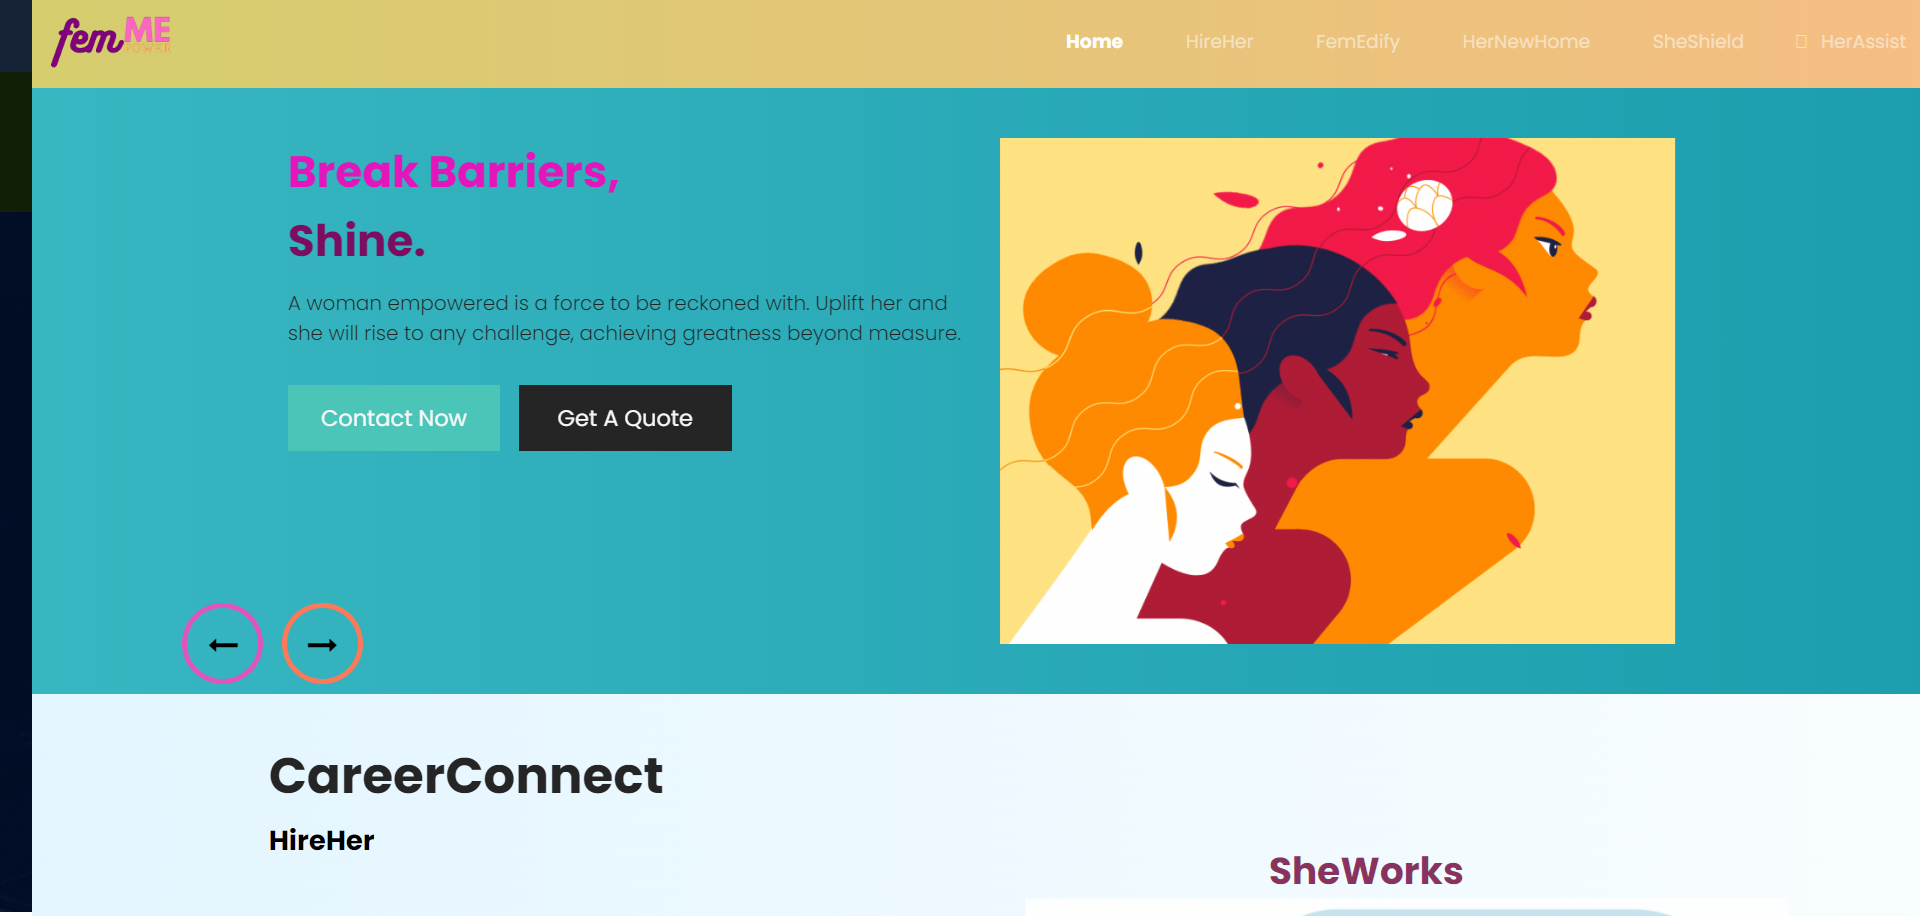 femME
POWER
Home HireHer FemEdify HerNewHome SheShield HerAssist
Break Barriers,
Shine.
A woman empowered is a force to be reckoned with. Uplift her and
she will rise to any challenge, achieving greatness beyond measure.
Contact Now Get A Quote
CareerConnect
HireHer
SheWorks